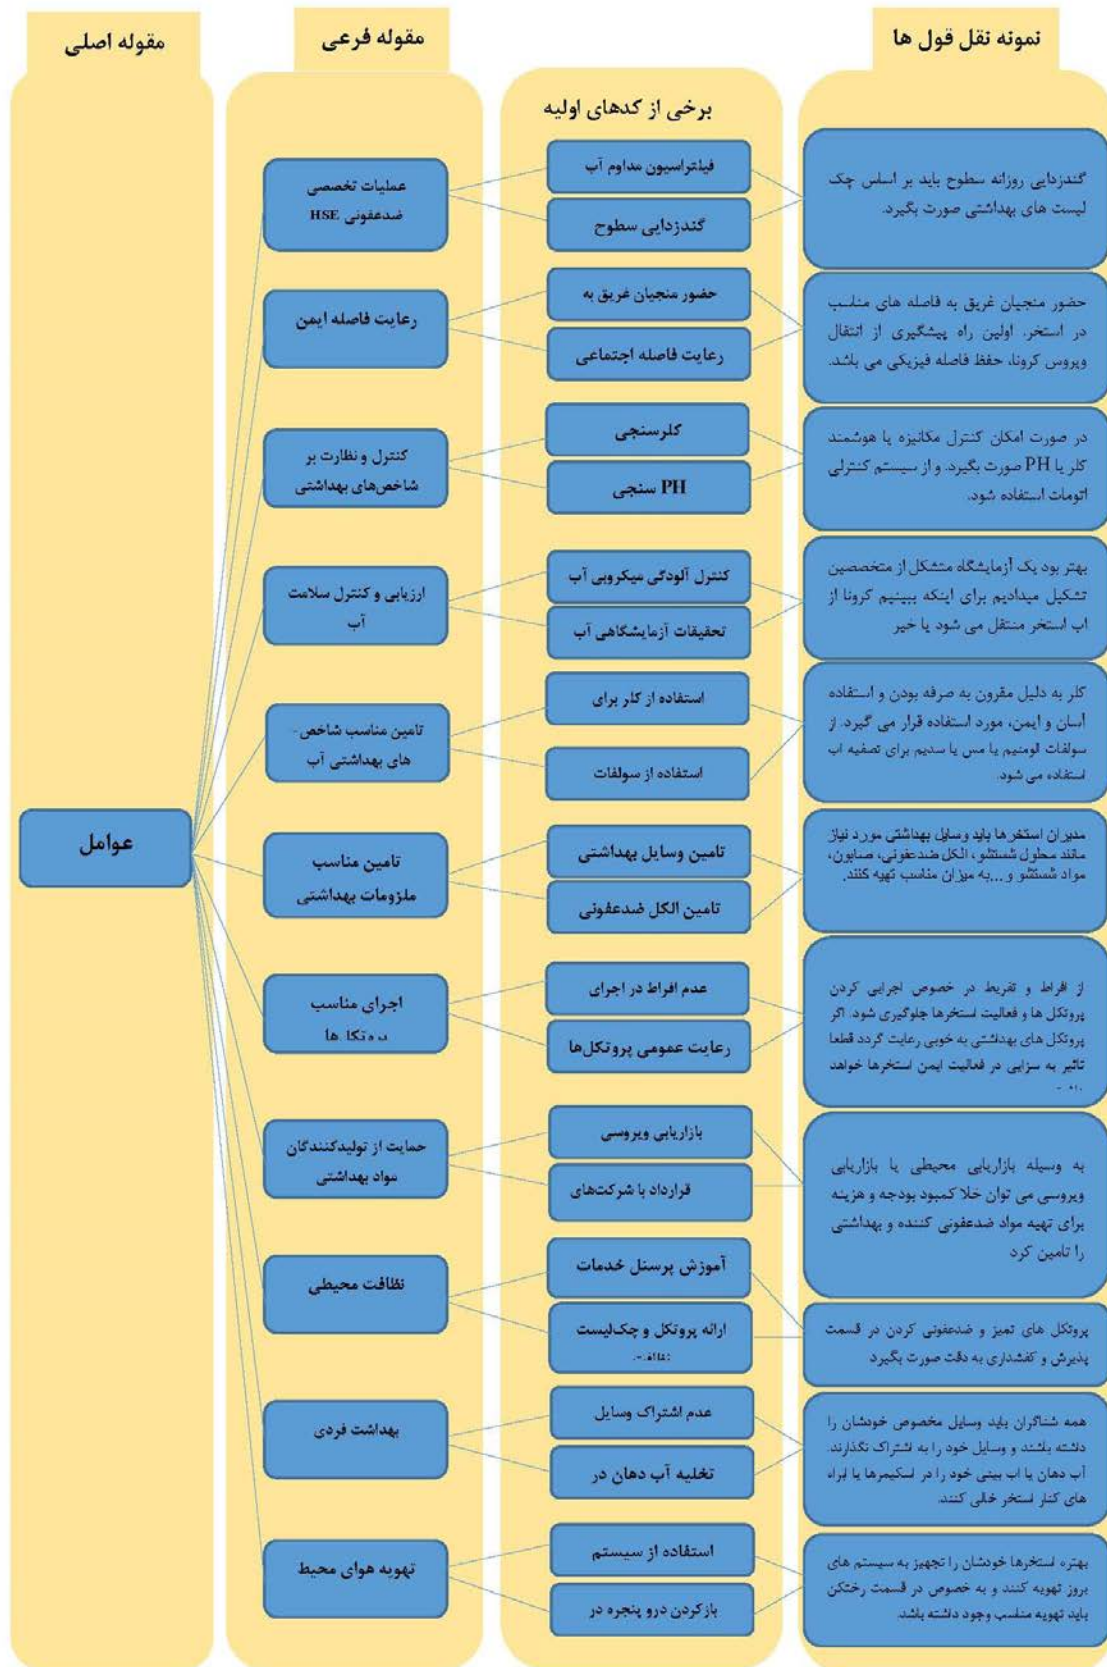 نمونه نقل قول ها
مقوله فرعی
مقوله اصلی
برخی از کدهای اولیه
گندزدایی روزانه سطوح باید بر اساس چک
لیست های بهداشتی صورت بگیرد.
فیلتراسیون مداوم آب
گندزدایی سطوح
عملیات تخصصی
ضدعفونی HSE
حضور منجیان غریق به فاصله های مناسب
در استخر. اولین راه پیشگیری از انتقال
ویروس کرونا، حفظ فاصله فیزیکی می باشد.
حضور منجیان غریق به
رعایت فاصله اجتماعی
رعایت فاصله ایمن
در صورت امکان کنترل مکانیزه یا هوشمند
کلر یا PH صورت بگیرد. و از سیستم کنترلی
اتومات استفاده شود.
کلرسنجی
PH سنجی
کنترل و نظارت بر
شاخص‌های بهداشتی
بهتر بود یک آزمایشگاه متشکل از متخصصین
تشکیل میدادیم برای اینکه ببینیم کرونا از
اب استخر منتقل می شود یا خیر
کنترل آلودگی میکروبی آب
تحقیقات آزمایشگاهی آب
ارزیابی و کنترل سلامت
آب
کلر به دلیل مقرون به صرفه بودن و استفاده
آسان و ایمن، مورد استفاده قرار می گیرد. از
سولفات الومنیم یا مس یا سدیم برای تصفیه اب
استفاده می شود.
استفاده از کلر برای
استفاده از سولفات
تامین مناسب شاخص-
های بهداشتی آب
مدیران استخر ها باید وسایل بهداشتی مورد نیاز
مانند محلول شستشو، الکل ضدعفونی، صابون،
مواد شستشو و...به میزان مناسب تهیه کنند.
تامین وسایل بهداشتی
تامین الکل ضدعفونی
تامین مناسب
ملزومات بهداشتی
عوامل
از افراط و تفریط در خصوص اجرایی کردن
پروتکل ها و فعالیت استخرها جلوگیری شود. اگر
پروتکل های بهداشتی به خوبی رعایت گردد قطعا
تاثیر به سزایی در فعالیت ایمن استخرها خواهد
عدم افراط در اجرای
رعایت عمومی پروتکل‌ها
اجرای مناسب
پروتکل‌ها
به وسیله بازاریابی محیطی یا بازاریابی
ویروسی می توان خلا کمبود بودجه و هزینه
برای تهیه مواد ضدعفونی کننده و بهداشتی
را تامین کرد
بازاریابی ویروسی
قرارداد با شرکت‌های
حمایت از تولیدکنندگان
مواد بهداشتی
پروتکل های تمیز و ضدعفونی کردن در قسمت
پذیرش و کفشداری به دقت صورت بگیرد
آموزش پرسنل خدمات
ارائه پروتکل و چک‌لیست
نظافت محیطی
همه شناگران باید وسایل مخصوص خودشان را
داشته باشند و وسایل خود را به اشتراک نگذارند.
آب دهان یا اب بینی خود را در اسکیمرها یا ابراه
های کنار استخر خالی کنند.
عدم اشتراک وسایل
تخلیه آب دهان در
بهداشت فردی
بهتره استخرها خودشان را تجهیز به سیستم های
بروز تهویه کنند و به خصوص در قسمت رختکن
باید تهویه مناسب وجود داشته باشد.
استفاده از سیستم
بازکردن درو پنجره در
تهویه هوای محیط